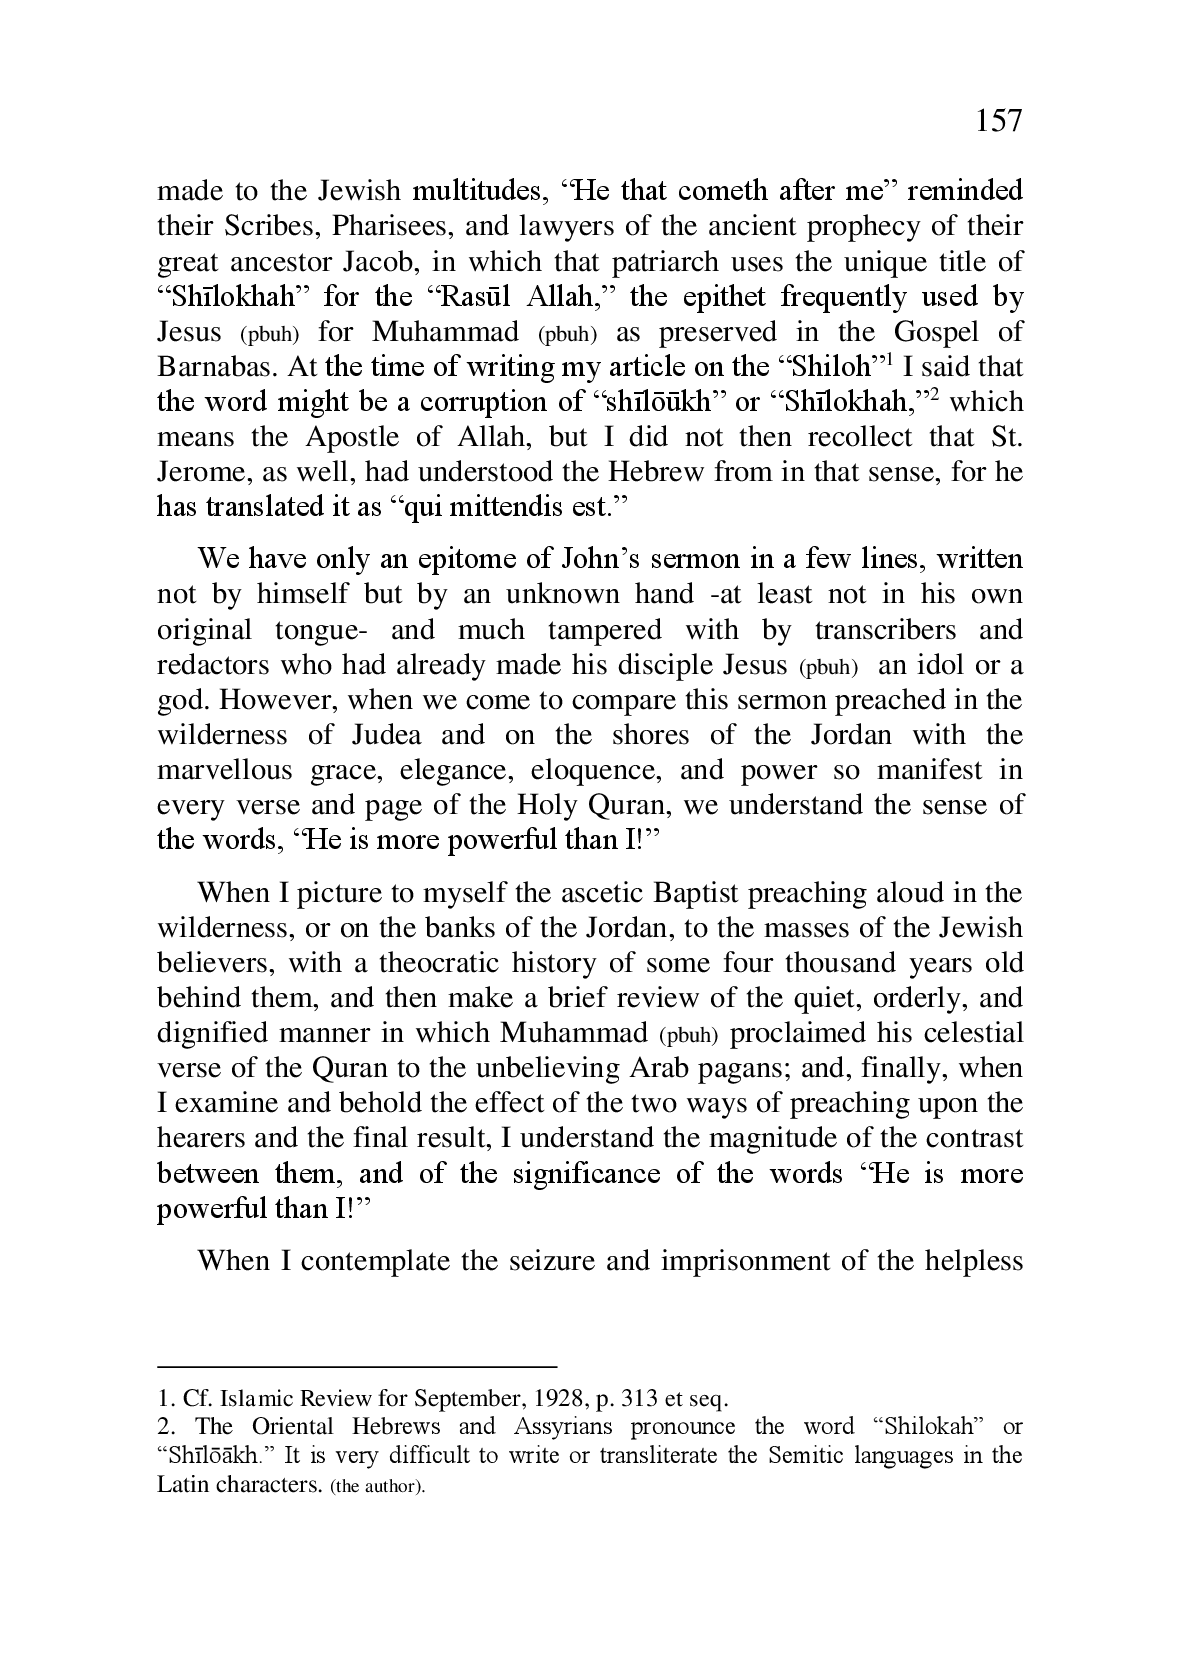 157
made to the Jewish multitudes, “He that cometh after me” reminded
their Scribes, Pharisees, and lawyers of the ancient prophecy of their
great ancestor Jacob, in which that patriarch uses the unique title of
“Shīlokhah” for the “Rasūl Allah,” the epithet frequently used by
Jesus (pbuh) for Muhammad (pbuh) as preserved in the Gospel of
Barnabas. At the time of writing my article on the “Shiloh”¹ I said that
the word might be a corruption of “shīlōūkh” or “Shīlokhah,”² which
means the Apostle of Allah, but I did not then recollect that St.
Jerome, as well, had understood the Hebrew from in that sense, for he
has translated it as “qui mittendis est.”
We have only an epitome of John’s sermon in a few lines, written
not by himself but by an unknown hand -at least not in his own
original tongue- and much tampered with by transcribers and
redactors who had already made his disciple Jesus (pbuh) an idol or a
god. However, when we come to compare this sermon preached in the
wilderness of Judea and on the shores of the Jordan with the
marvellous grace, elegance, eloquence, and power so manifest in
every verse and page of the Holy Quran, we understand the sense of
the words, “He is more powerful than I!”
When I picture to myself the ascetic Baptist preaching aloud in the
wilderness, or on the banks of the Jordan, to the masses of the Jewish
believers, with a theocratic history of some four thousand years old
behind them, and then make a brief review of the quiet, orderly, and
dignified manner in which Muhammad (pbuh) proclaimed his celestial
verse of the Quran to the unbelieving Arab pagans; and, finally, when
I examine and behold the effect of the two ways of preaching upon the
hearers and the final result, I understand the magnitude of the contrast
between them, and of the significance of the words “He is more
powerful than I!”
When I contemplate the seizure and imprisonment of the helpless
1. Cf. Islamic Review for September, 1928, p. 313 et seq.
2. The Oriental Hebrews and Assyrians pronounce the word “Shilokah” or
“Shīlōākh.” It is very difficult to write or transliterate the Semitic languages in the
Latin characters. (the author).